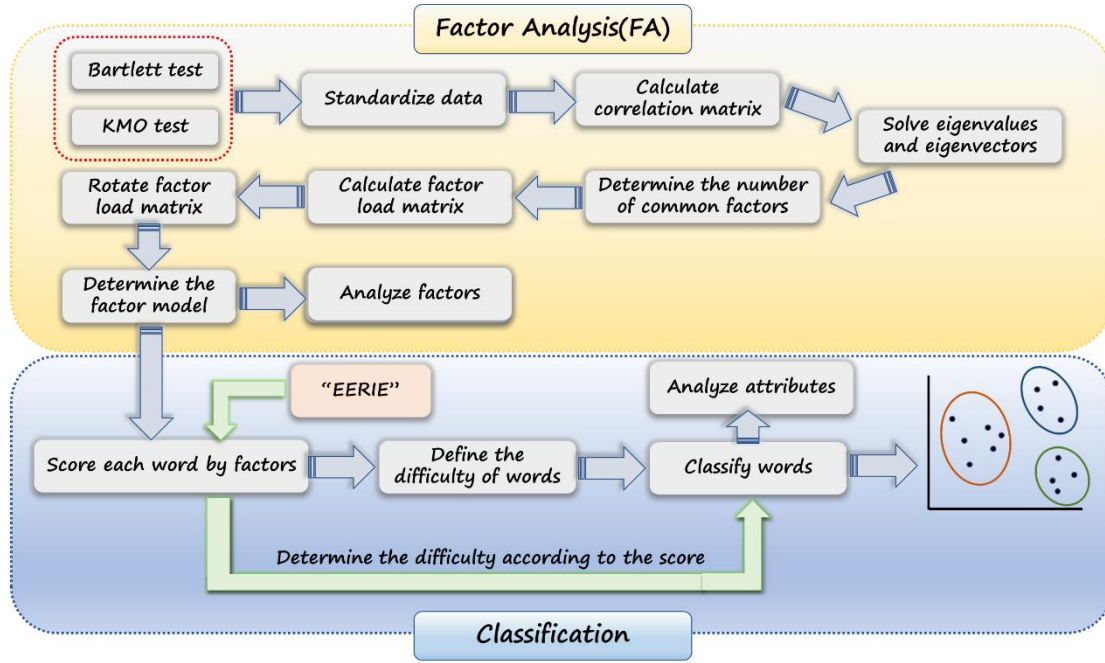 Factor Analysis(FA)
Bartlett test
KMO test
Standardize data
Calculate
correlation matrix
Solve eigenvalues
and eigenvectors
Determine the number
of common factors
Calculate factor
load matrix
Rotate factor
load matrix
Determine the
factor model
Analyze factors
“EERIE”
Analyze attributes
Score each word by factors
Define the
difficulty of words
Classify words
Determine the difficulty according to the score
Classification